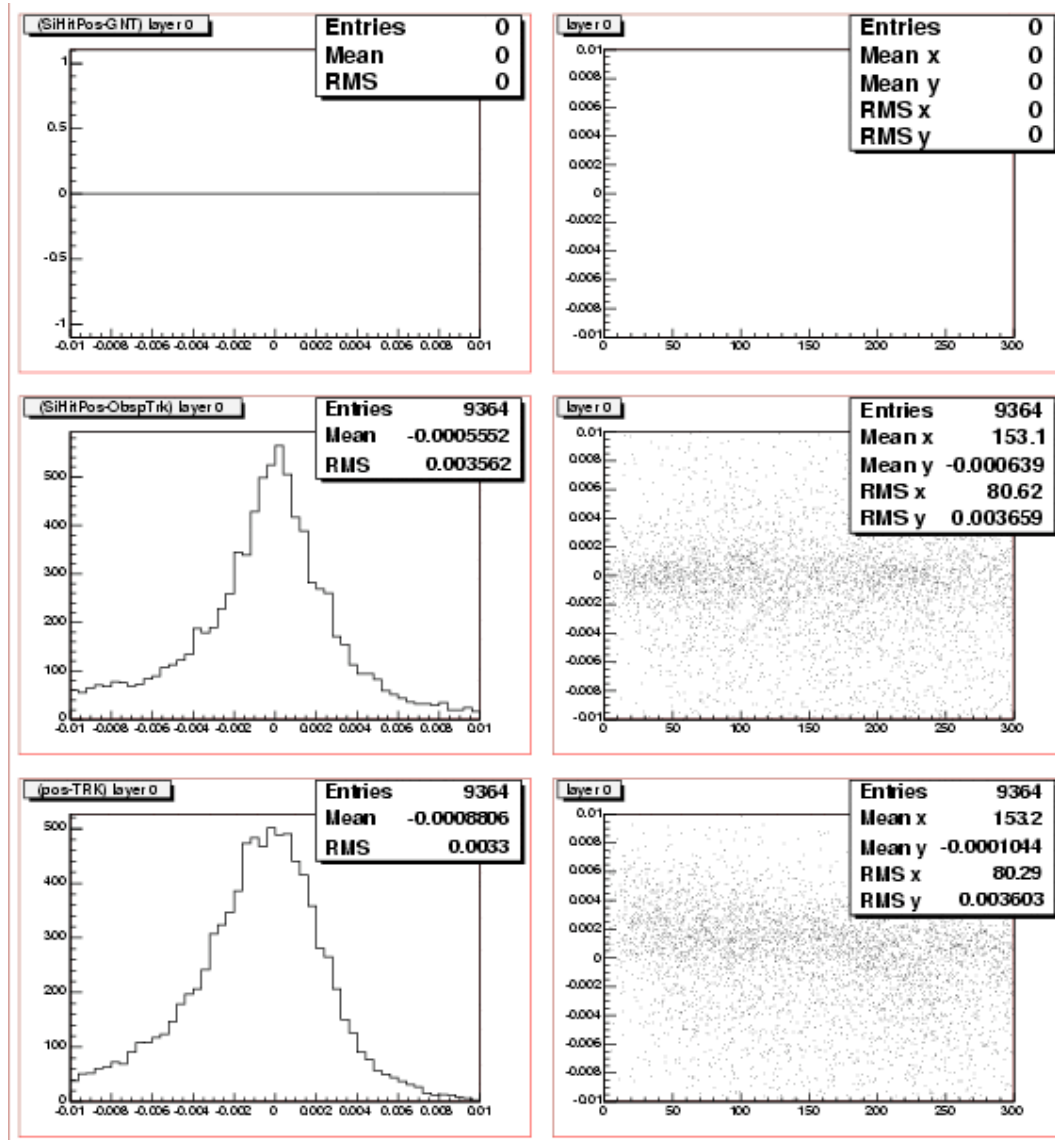 (SiHitPos-GNT) layer 0
Entries 0
Mean 0
RMS 0
1
0.5
0
-0.5
-1
-0.01 -0.008 -0.006 -0.004 -0.002 0 0.002 0.004 0.006 0.008 0.01
layer 0
Entries 0
Mean x 0
Mean y 0
RMS x 0
RMS y 0
0.01
0.008
0.006
0.004
0.002
0
-0.002
-0.004
-0.006
-0.008
-0.01
0 50 100 150 200 250 300
(SiHitPos-ObspTrk) layer 0
Entries 9364
Mean -0.0005552
RMS 0.003562
500
400
300
200
100
0
-0.01 -0.008 -0.006 -0.004 -0.002 0 0.002 0.004 0.006 0.008 0.01
layer 0
Entries 9364
Mean x 153.1
Mean y -0.000639
RMS x 80.62
RMS y 0.003659
0.01
0.008
0.006
0.004
0.002
0
-0.002
-0.004
-0.006
-0.008
-0.01
0 50 100 150 200 250 300
(pos-TRK) layer 0
Entries 9364
Mean -0.0008806
RMS 0.0033
500
400
300
200
100
0
-0.01 -0.008 -0.006 -0.004 -0.002 0 0.002 0.004 0.006 0.008 0.01
layer 0
Entries 9364
Mean x 153.2
Mean y -0.0001044
RMS x 80.29
RMS y 0.003603
0.01
0.008
0.006
0.004
0.002
0
-0.002
-0.004
-0.006
-0.008
-0.01
0 50 100 150 200 250 300